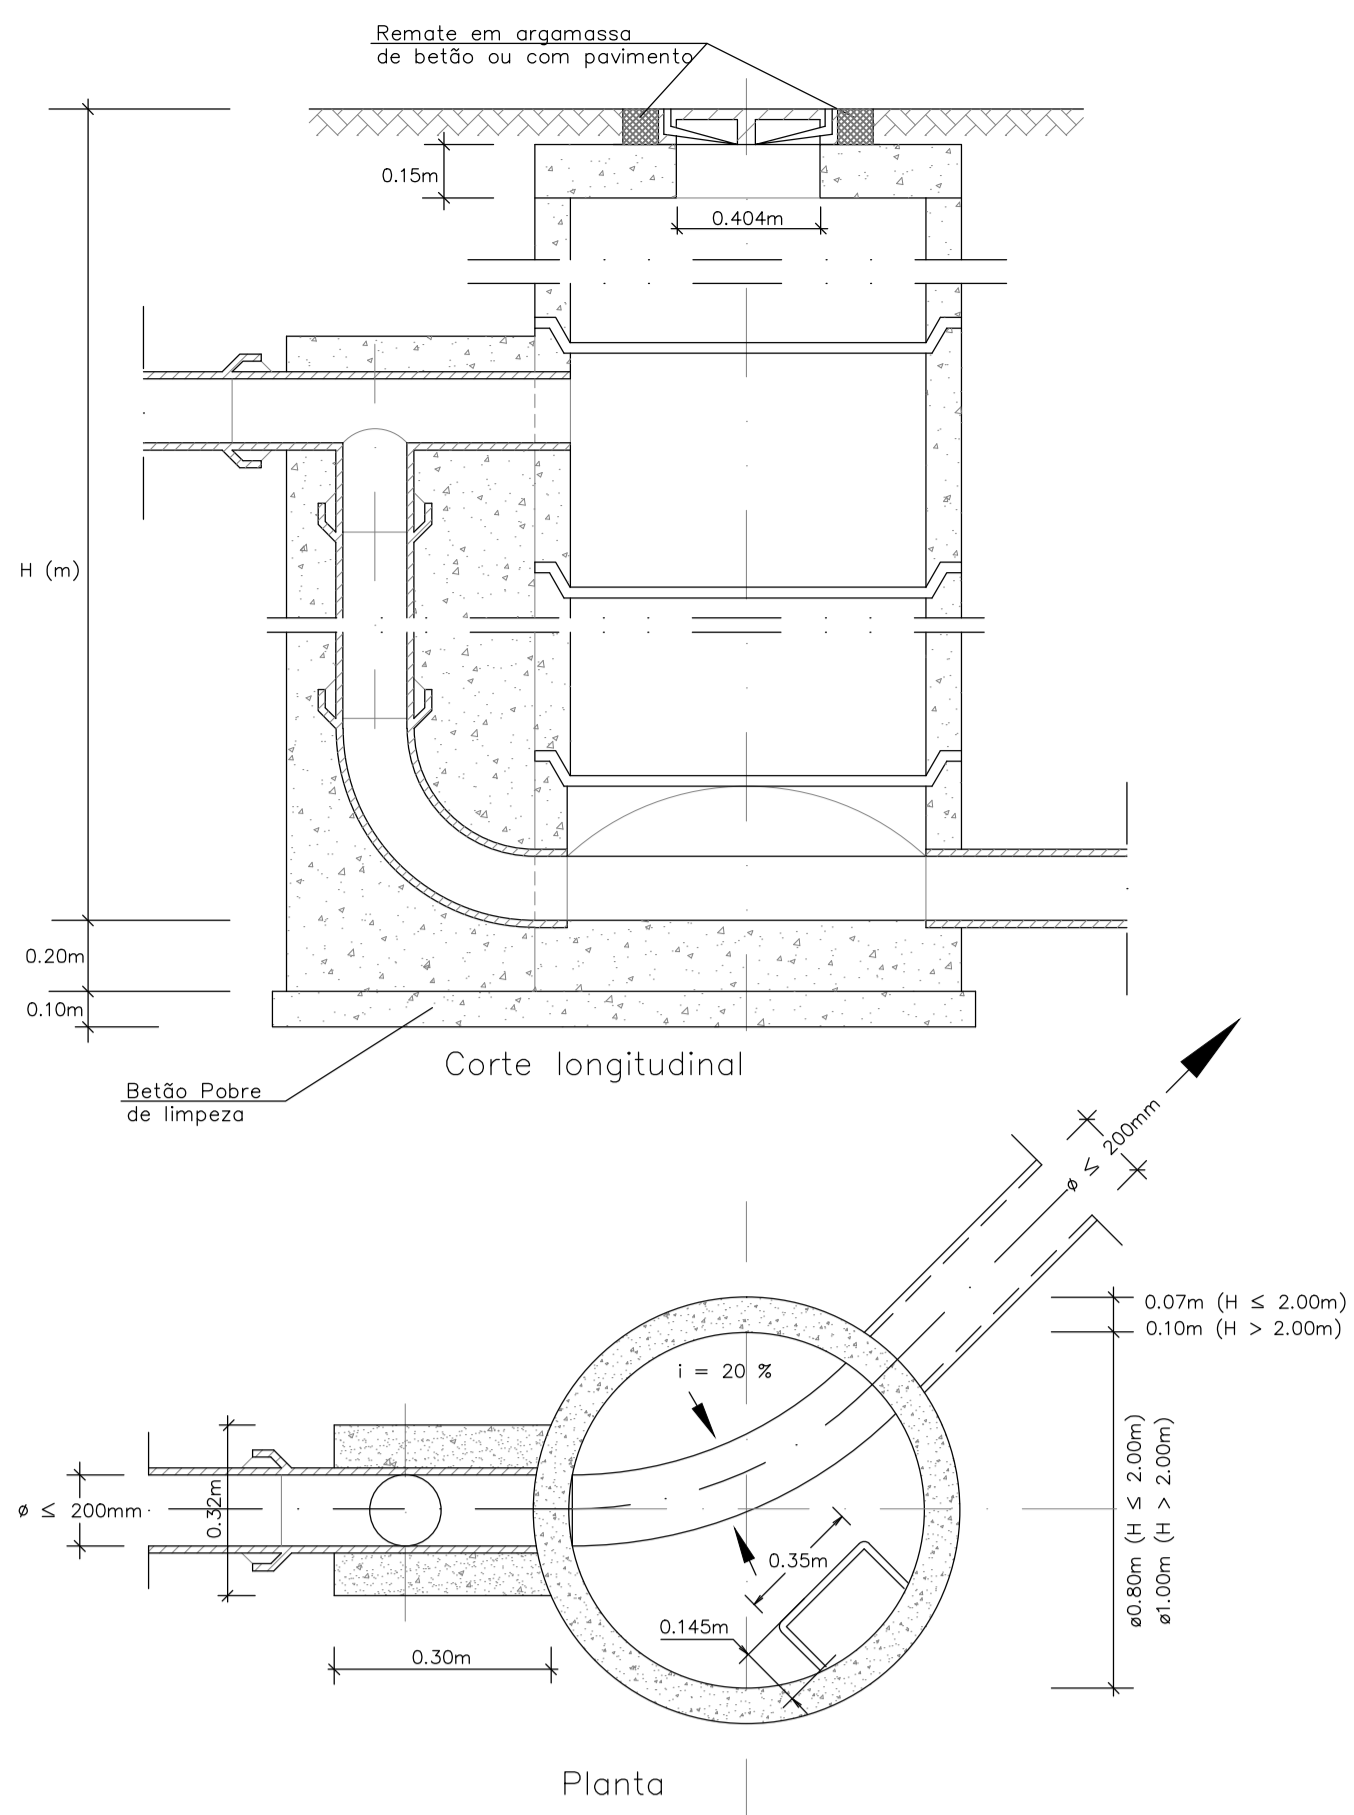 Remate em argamassa
de betão ou com pavimento
0.15m
0.404m
H (m)
0.20m
0.10m
Corte longitudinal
Betão Pobre
de limpeza
ø ≤ 200mm
0.07m (H ≤ 2.00m)
0.10m (H > 2.00m)
i = 20 %
ø0.80m (H ≤ 2.00m)
ø1.00m (H > 2.00m)
ø ≤ 200mm
0.32m
0.35m
0.145m
0.30m
Planta